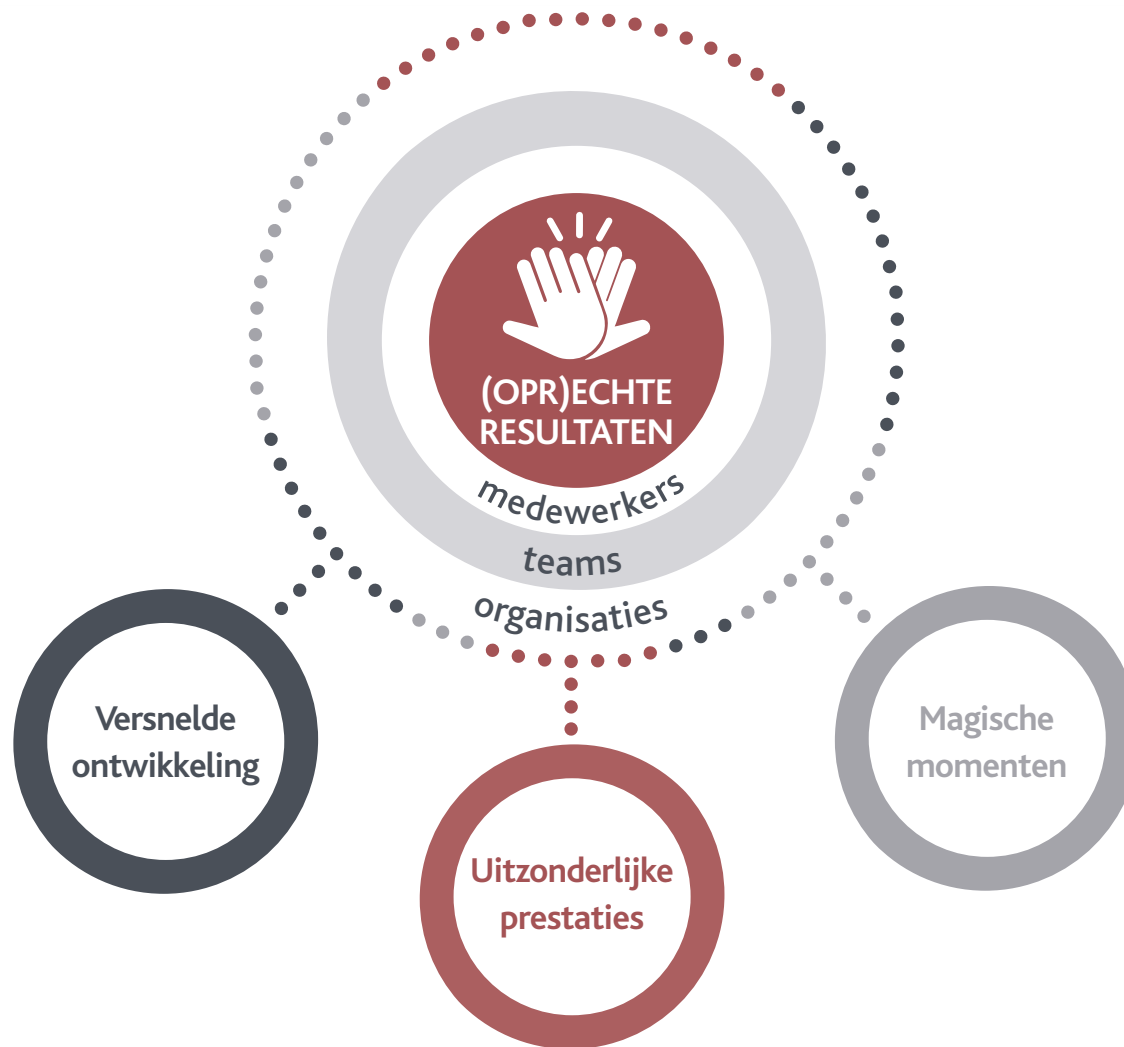 (OPR)ECHTE
RESULTATEN
medewerkers
teams
organisaties
Versnelde
ontwikkeling
Uitzonderlijke
prestaties
Magische
momenten